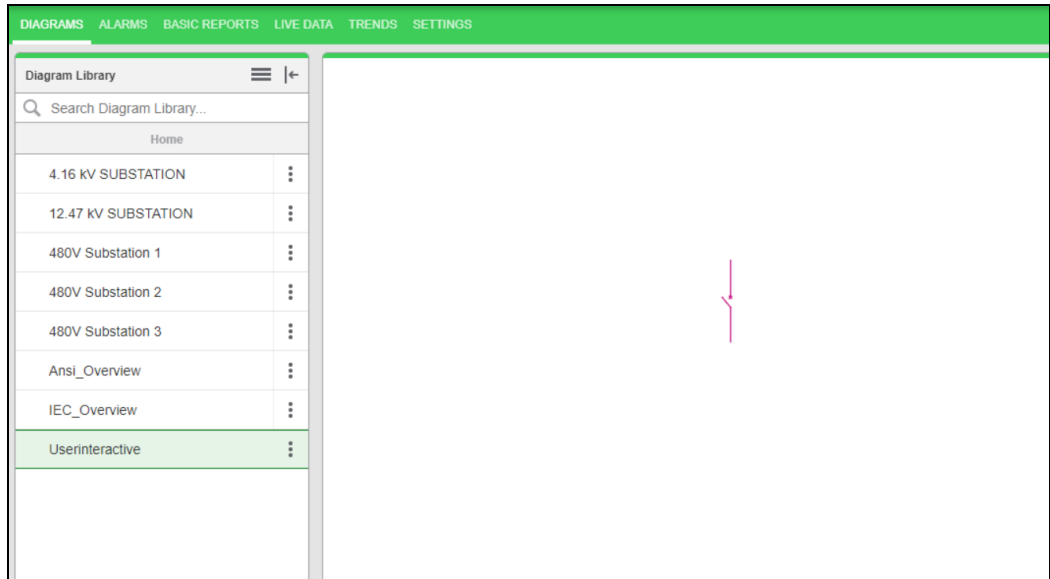 DIAGRAMS ALARMS BASIC REPORTS LIVE DATA TRENDS SETTINGS
Diagram Library
Search Diagram Library...
Home
4.16 kV SUBSTATION
12.47 kV SUBSTATION
480V Substation 1
480V Substation 2
480V Substation 3
Ansi_Overview
IEC_Overview
Userinteractive